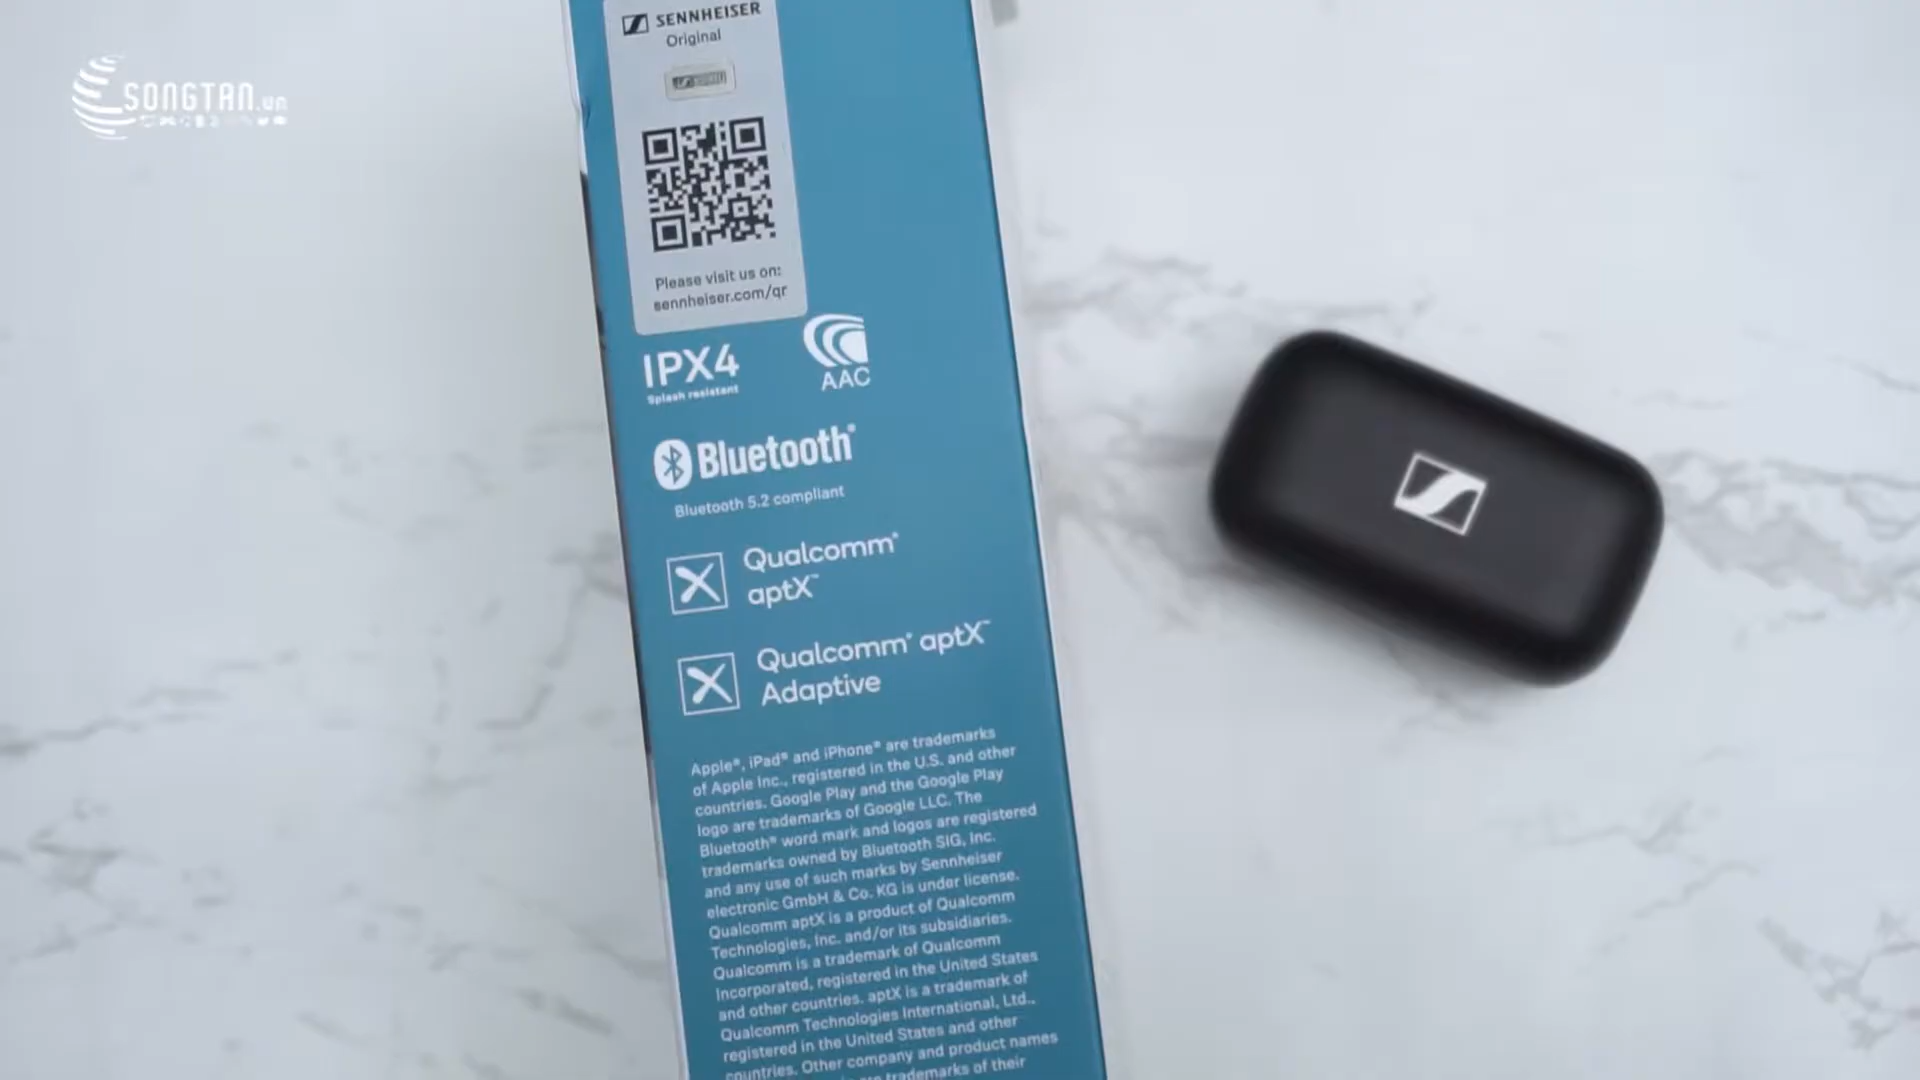 SONGTAN.vn
SENNHEISER
Original
Please visit us on:
sennheiser.com/qr
IPX4
Splash resistant
AAC
Bluetooth®
Bluetooth 5.2 compliant
Qualcomm®
aptX™
Qualcomm® aptX™
Adaptive
Apple®, iPad® and iPhone® are trademarks
of Apple Inc., registered in the U.S. and other
countries. Google Play and the Google Play
logo are trademarks of Google LLC. The
Bluetooth® word mark and logos are registered
trademarks owned by Bluetooth SIG, Inc.
and any use of such marks by Sennheiser
electronic GmbH & Co. KG is under license.
Qualcomm aptX is a product of Qualcomm
Technologies, Inc. and/or its subsidiaries.
Qualcomm is a trademark of Qualcomm
Incorporated, registered in the United States
and other countries. aptX is a trademark of
Qualcomm Technologies International, Ltd.,
registered in the United States and other
countries. Other company and product names
are trademarks of their